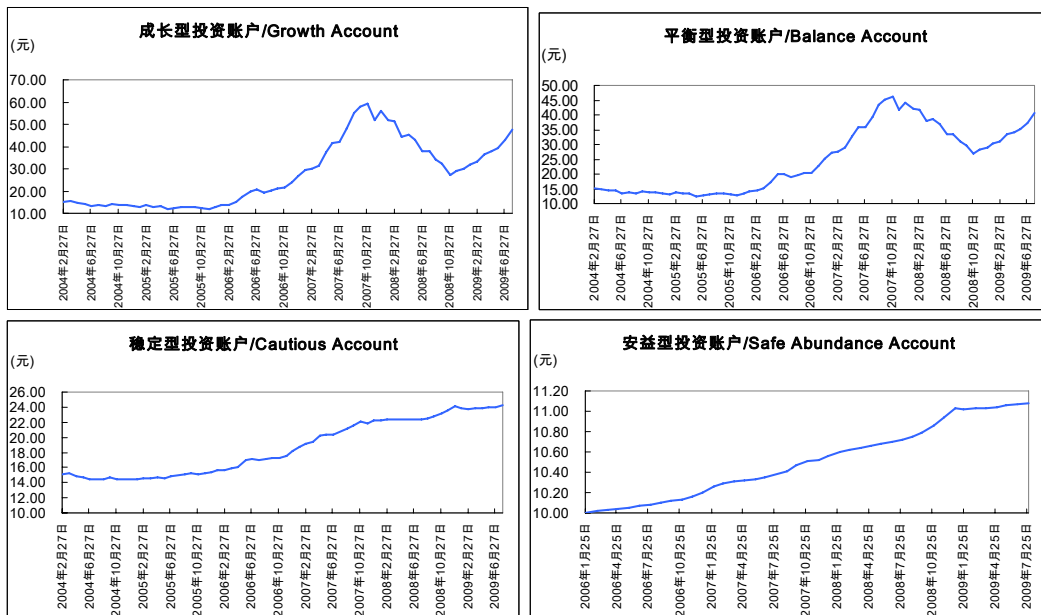 成长型投资账户/Growth Account
(元)
70.00
60.00
50.00
40.00
30.00
20.00
10.00
2004年2月27日
2004年6月27日
2004年10月27日
2005年2月27日
2005年6月27日
2005年10月27日
2006年2月27日
2006年6月27日
2006年10月27日
2007年2月27日
2007年6月27日
2007年10月27日
2008年2月27日
2008年6月27日
2008年10月27日
2009年2月27日
2009年6月27日
平衡型投资账户/Balance Account
(元)
50.00
45.00
40.00
35.00
30.00
25.00
20.00
15.00
10.00
2004年2月27日
2004年6月27日
2004年10月27日
2005年2月27日
2005年6月27日
2005年10月27日
2006年2月27日
2006年6月27日
2006年10月27日
2007年2月27日
2007年6月27日
2007年10月27日
2008年2月27日
2008年6月27日
2008年10月27日
2009年2月27日
2009年6月27日
稳定型投资账户/Cautious Account
(元)
26.00
24.00
22.00
20.00
18.00
16.00
14.00
12.00
10.00
2004年2月27日
2004年6月27日
2004年10月27日
2005年2月27日
2005年6月27日
2005年10月27日
2006年2月27日
2006年6月27日
2006年10月27日
2007年2月27日
2007年6月27日
2007年10月27日
2008年2月27日
2008年6月27日
2008年10月27日
2009年2月27日
2009年6月27日
安益型投资账户/Safe Abundance Account
(元)
11.20
11.00
10.80
10.60
10.40
10.20
10.00
2006年1月25日
2006年4月25日
2006年7月25日
2006年10月25日
2007年1月25日
2007年4月25日
2007年7月25日
2007年10月25日
2008年1月25日
2008年4月25日
2008年7月25日
2008年10月25日
2009年1月25日
2009年4月25日
2009年7月25日